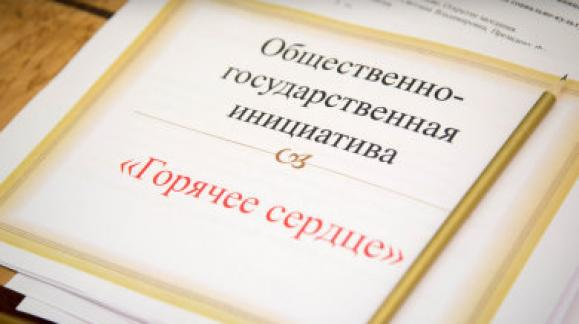 Общественно-
государственная
инициатива
«Горячее сердце»